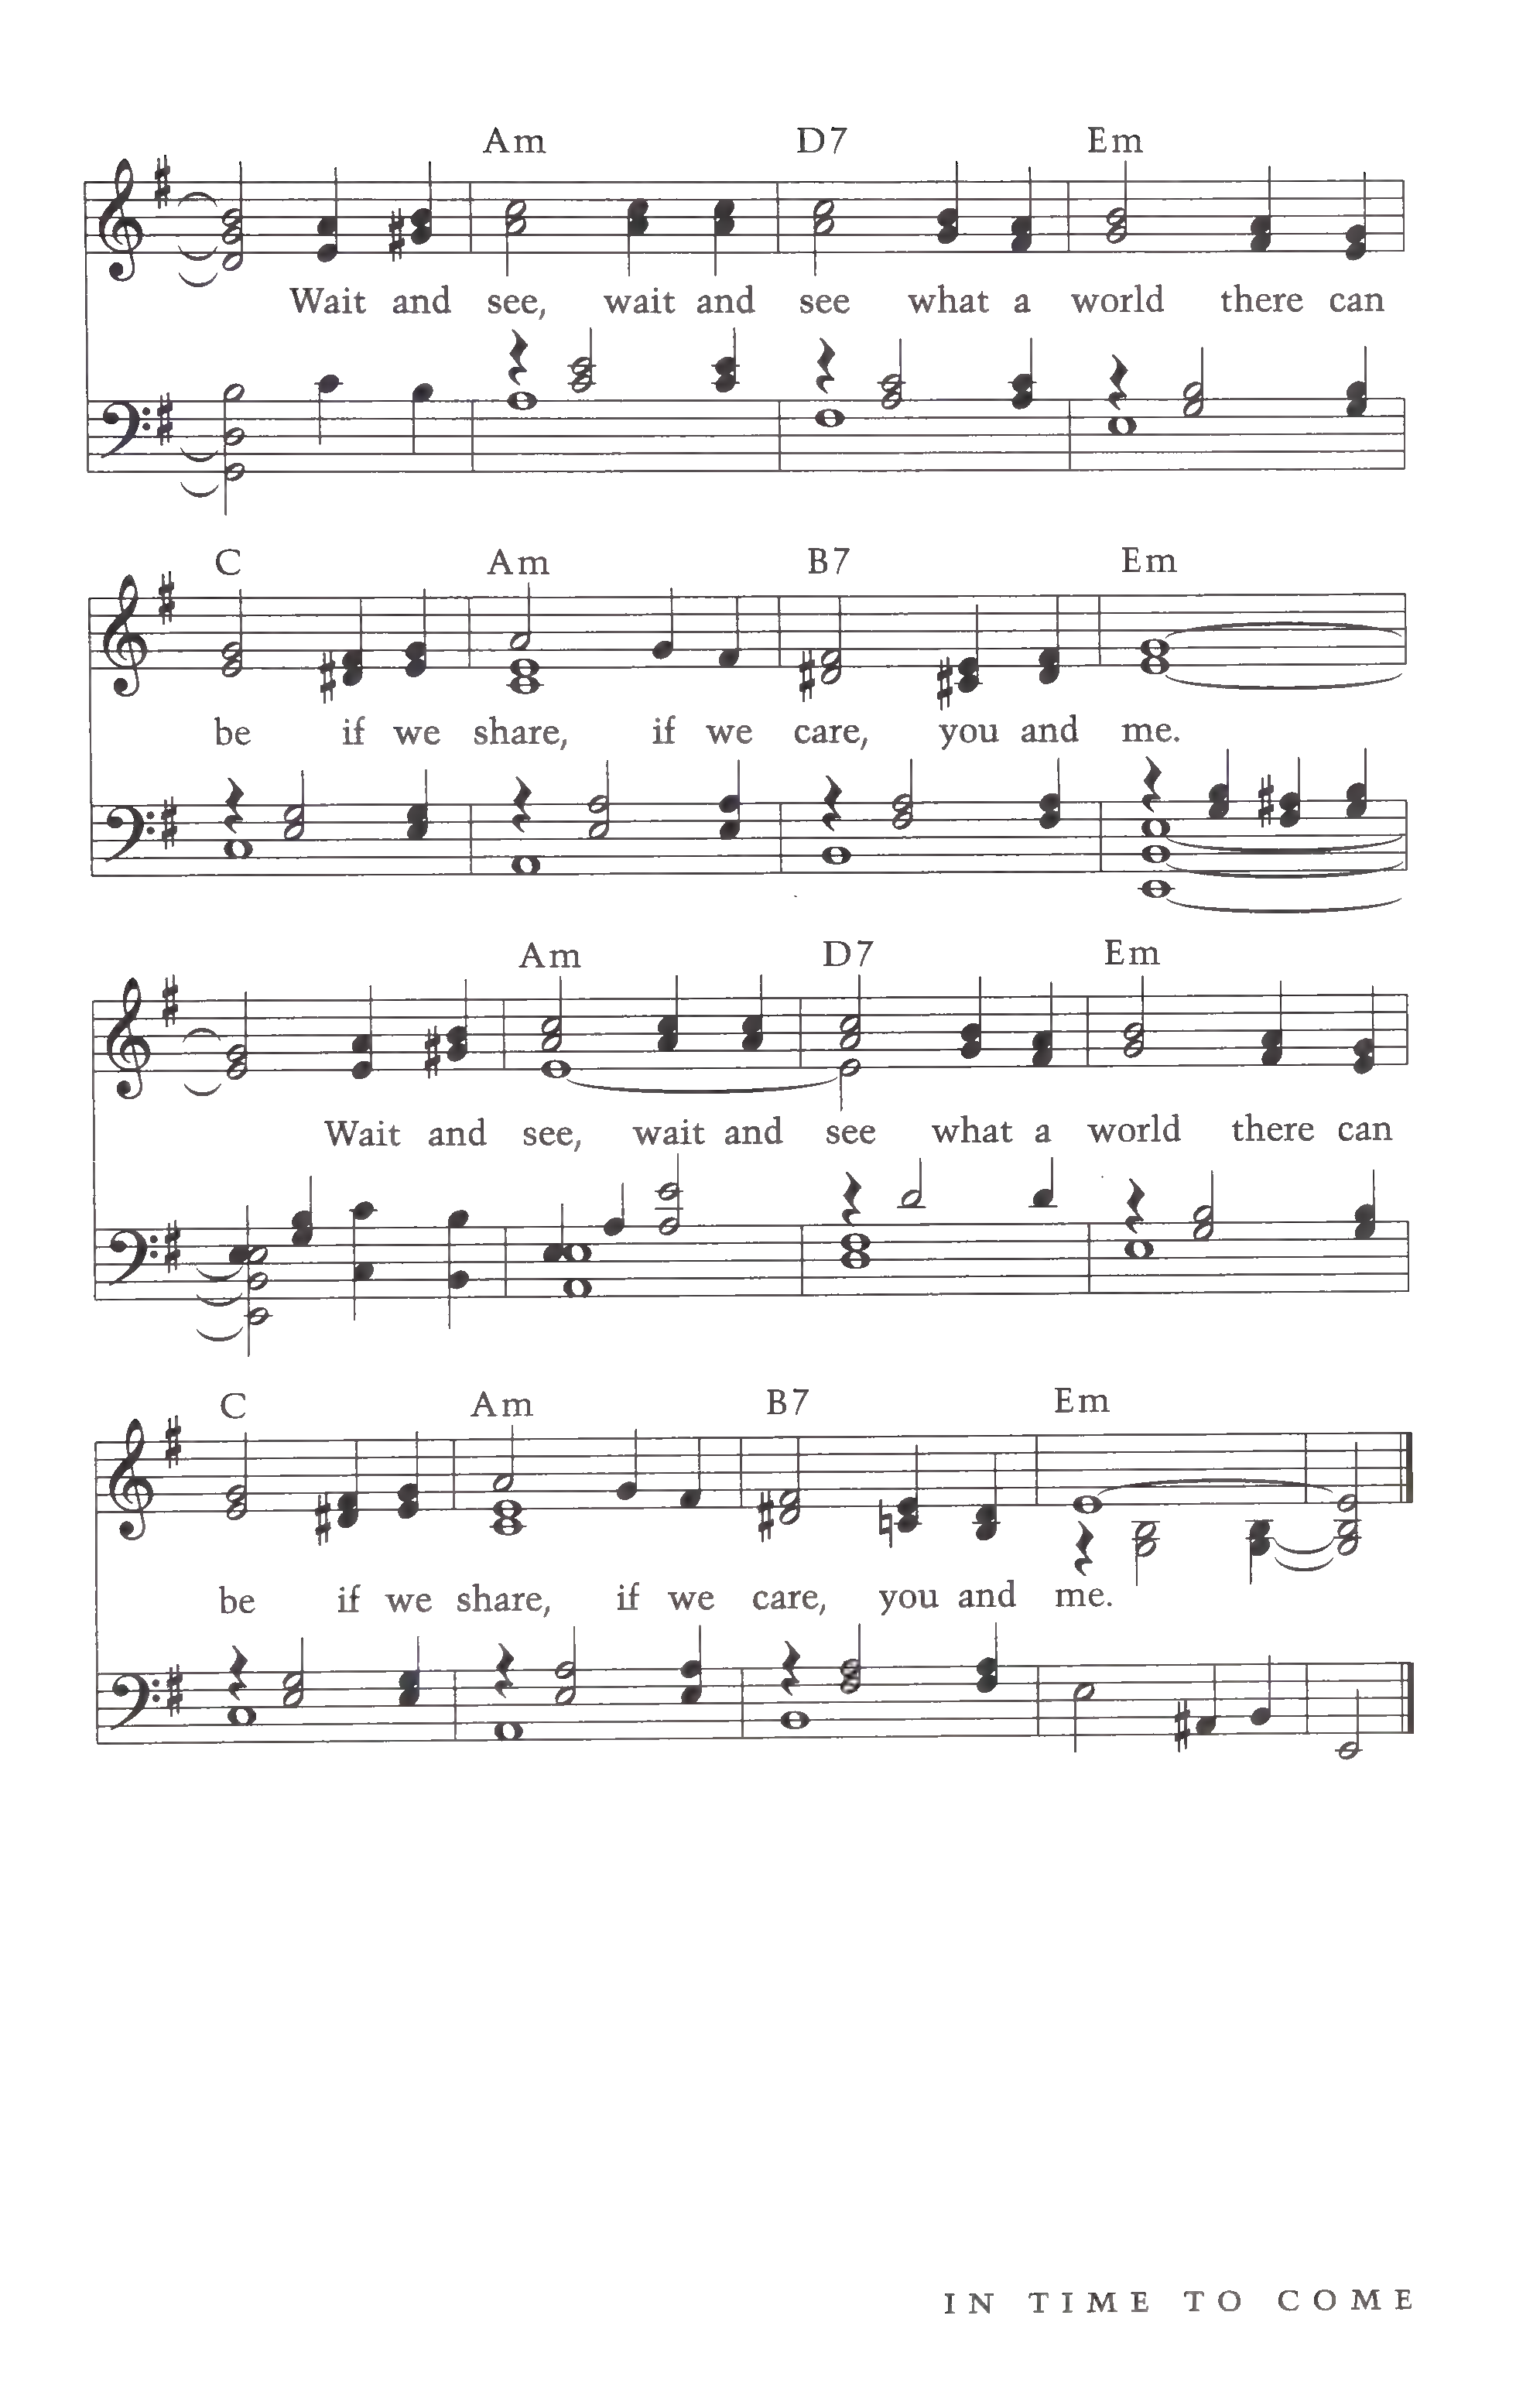 Am D7 Em
Wait and see, wait and see what a world there can
C Am B7 Em
be if we share, if we care, you and me.
Am D7 Em
Wait and see, wait and see what a world there can
C Am B7 Em
be if we share, if we care, you and me.
IN TIME TO COME